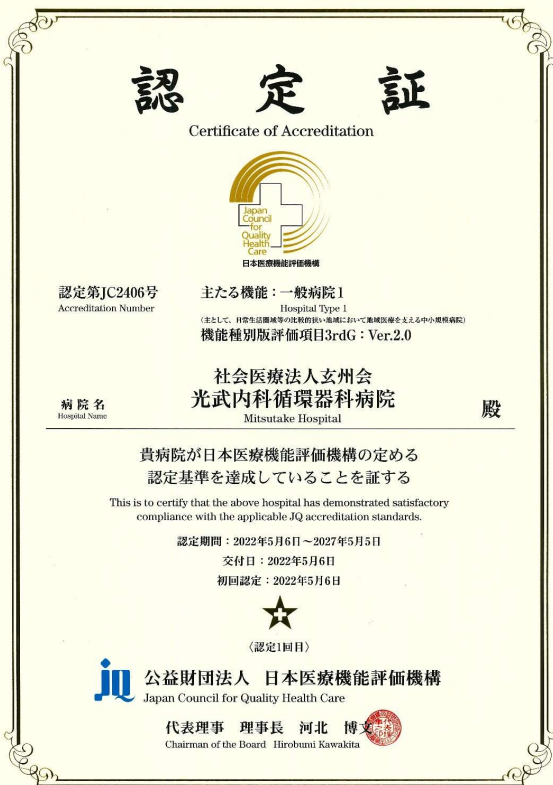 認定証
Certificate of Accreditation
Japan
Council
for
Quality
Health
Care
日本医療機能評価機構
認定第JC2406号
Accreditation Number
主たる機能：一般病院1
Hospital Type 1
（主として、日常生活圏域等の比較的狭い地域において地域医療を支える中小規模病院）
機能種別版評価項目3rdG：Ver.2.0
社会医療法人玄州会
病院名
光武内科循環器科病院
殿
Hospital Name
Mitsutake Hospital
貴病院が日本医療機能評価機構の定める
認定基準を達成していることを証する
This is to certify that the above hospital has demonstrated satisfactory
compliance with the applicable JQ accreditation standards.
認定期間：2022年5月6日～2027年5月5日
交付日：2022年5月6日
初回認定：2022年5月6日
〈認定1回目〉
JQ
公益財団法人 日本医療機能評価機構
Japan Council for Quality Health Care
代表理事 理事長 河北 博文
Chairman of the Board Hirobumi Kawakita